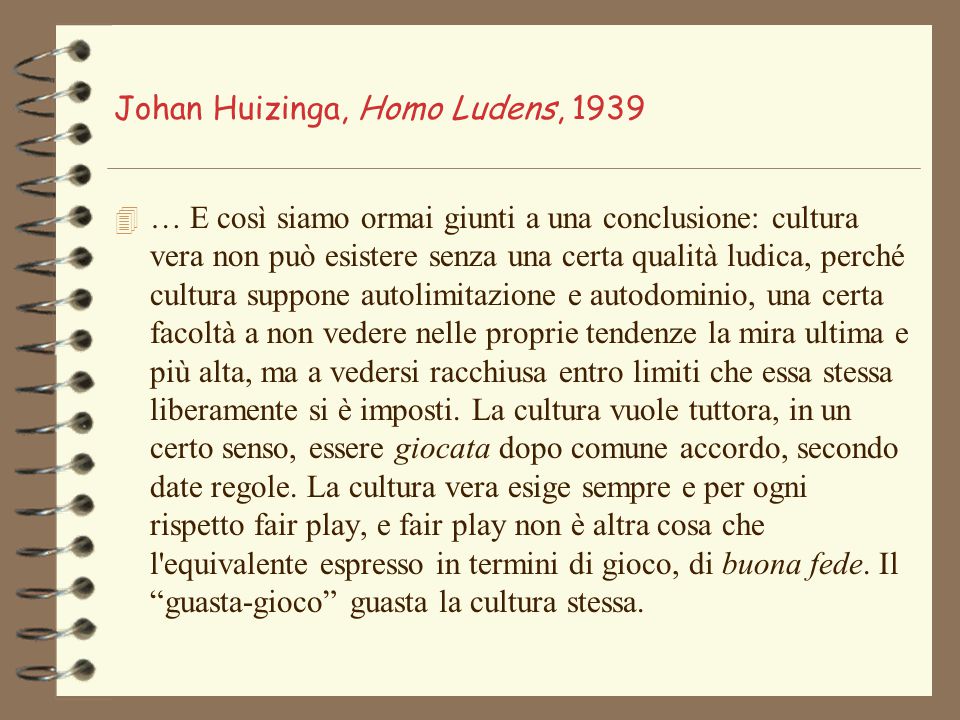 Johan Huizinga, Homo Ludens, 1939
… E così siamo ormai giunti a una conclusione: cultura
vera non può esistere senza una certa qualità ludica, perché
cultura suppone autolimitazione e autodominio, una certa
facoltà a non vedere nelle proprie tendenze la mira ultima e
più alta, ma a vedersi racchiusa entro limiti che essa stessa
liberamente si è imposti. La cultura vuole tuttora, in un
certo senso, essere giocata dopo comune accordo, secondo
date regole. La cultura vera esige sempre e per ogni
rispetto fair play, e fair play non è altra cosa che
l'equivalente espresso in termini di gioco, di buona fede. Il
“guasta-gioco” guasta la cultura stessa.